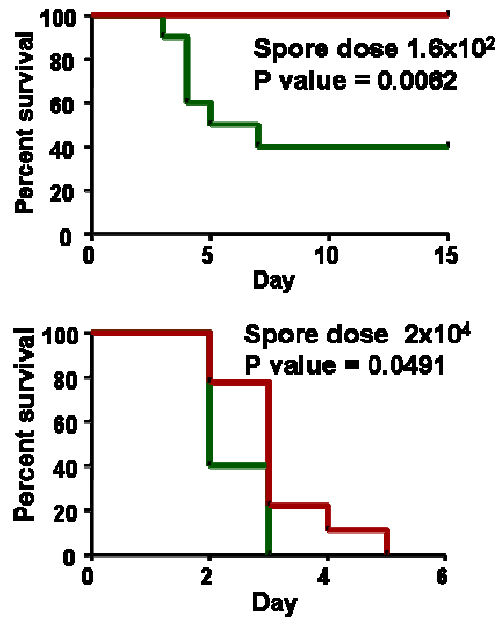 100
Spore dose 1.6x10²
P value = 0.0062
80
60
40
20
0
Percent survival
0 5 10 15
Day
100
Spore dose 2x10⁴
P value = 0.0491
80
60
40
20
0
Percent survival
0 2 4 6
Day